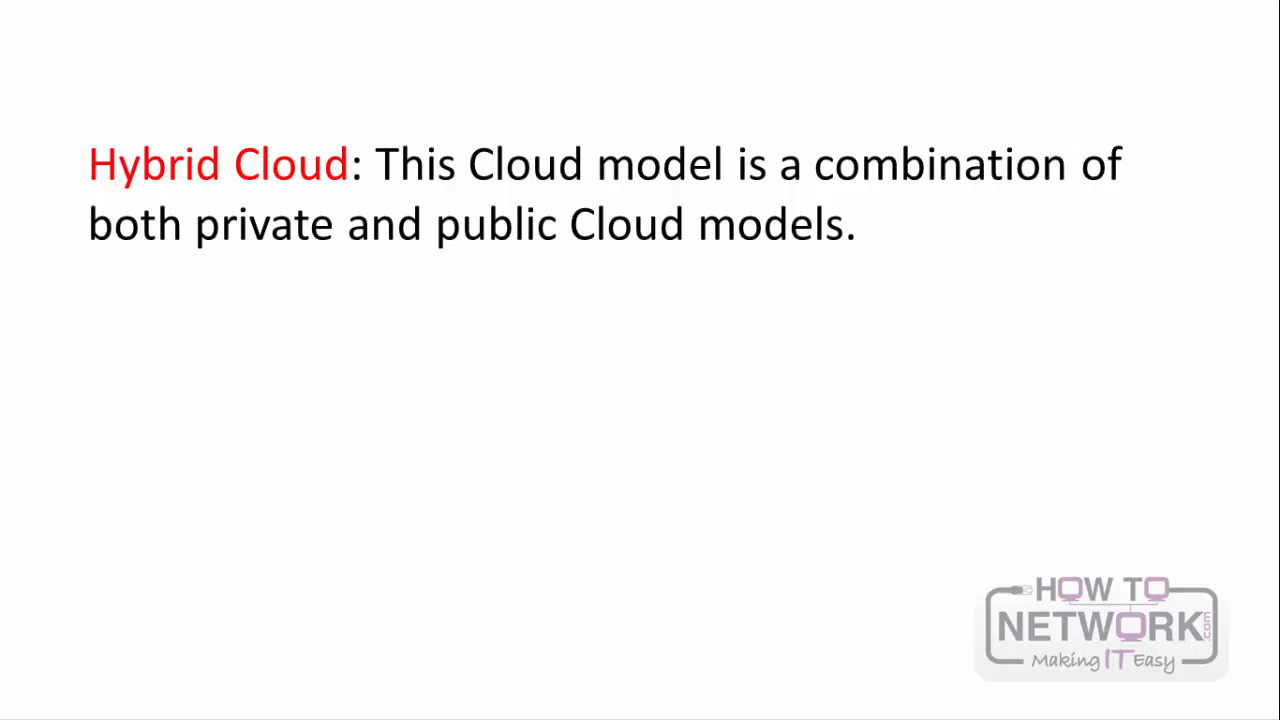 Hybrid Cloud: This Cloud model is a combination of
both private and public Cloud models.
HOW TO
NETWORK.com
Making IT Easy